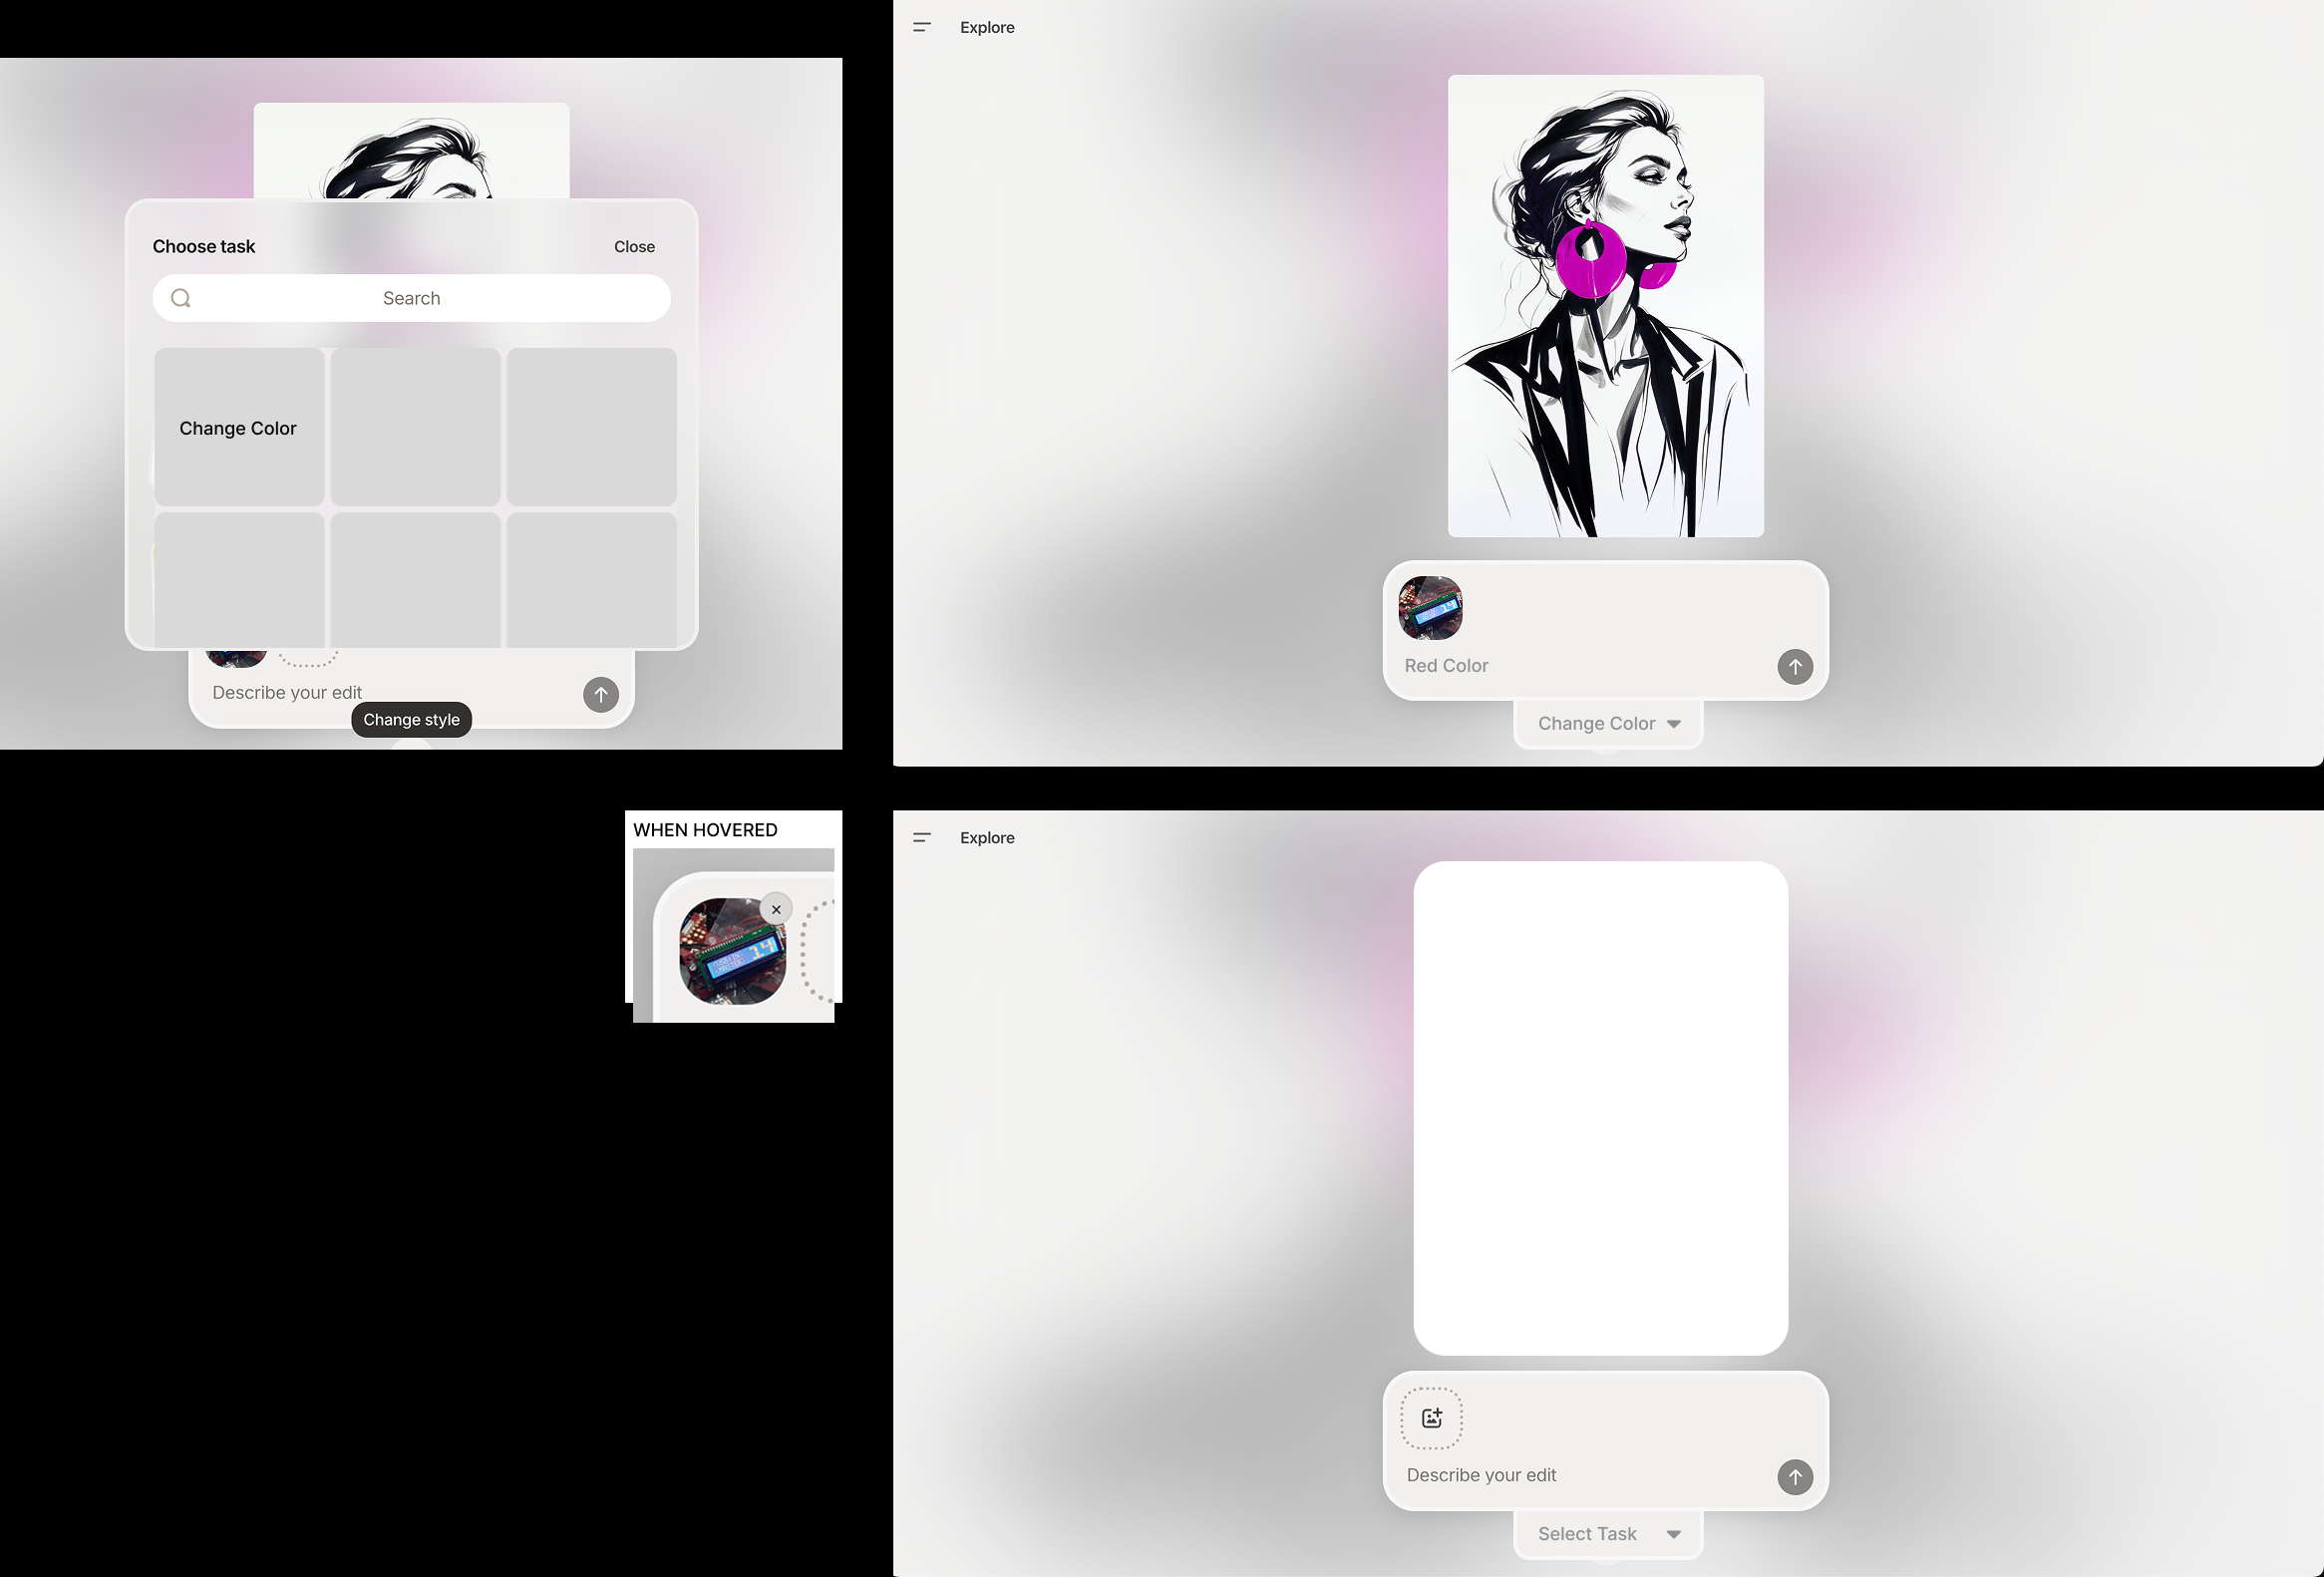 Explore
Choose task
Close
Search
Change Color
Describe your edit
Change style
Red Color
Change Color
WHEN HOVERED
×
Explore
Describe your edit
Select Task